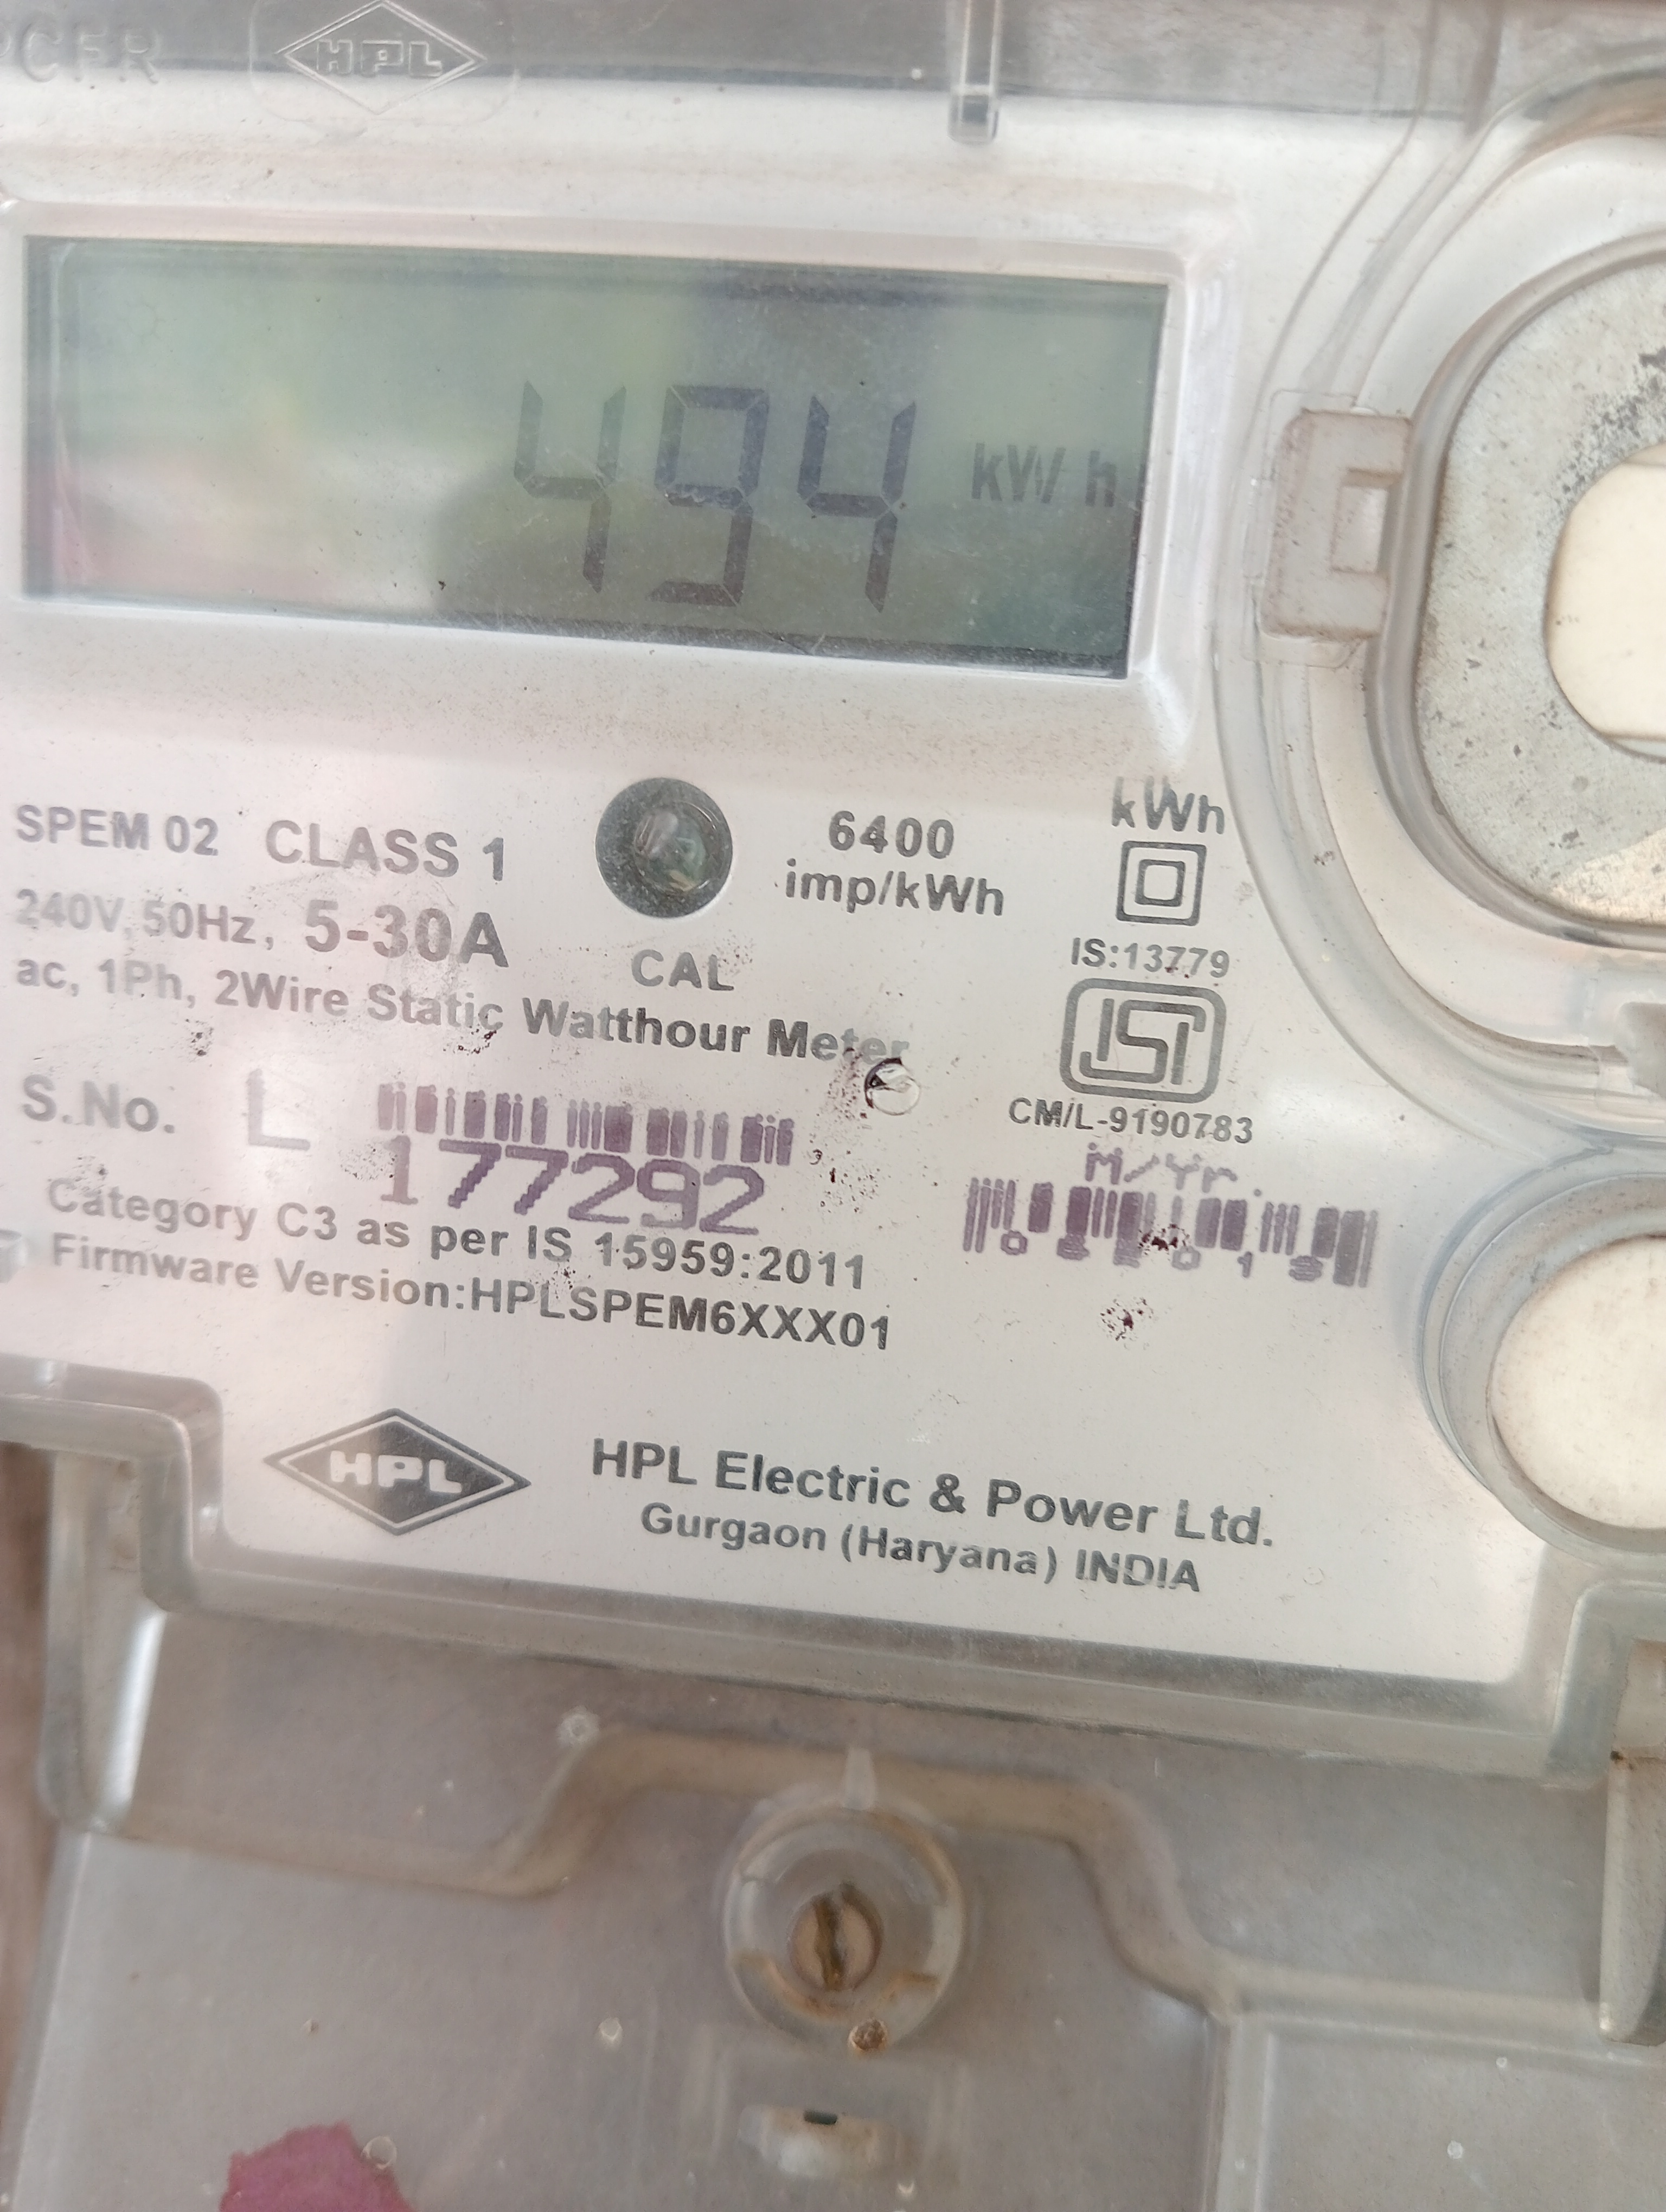 HPL
494 kW h
SPEM 02 CLASS 1
6400
imp/kWh
kWh
240V, 50Hz, 5-30A
CAL
IS:13779
ac, 1Ph, 2Wire Static Watthour Meter
ISI
CM/L-9190783
S.No. L
177292
M/Yr.
Category C3 as per IS 15959:2011
Firmware Version:HPLSPEM6XXX01
HPL
HPL Electric & Power Ltd.
Gurgaon (Haryana) INDIA